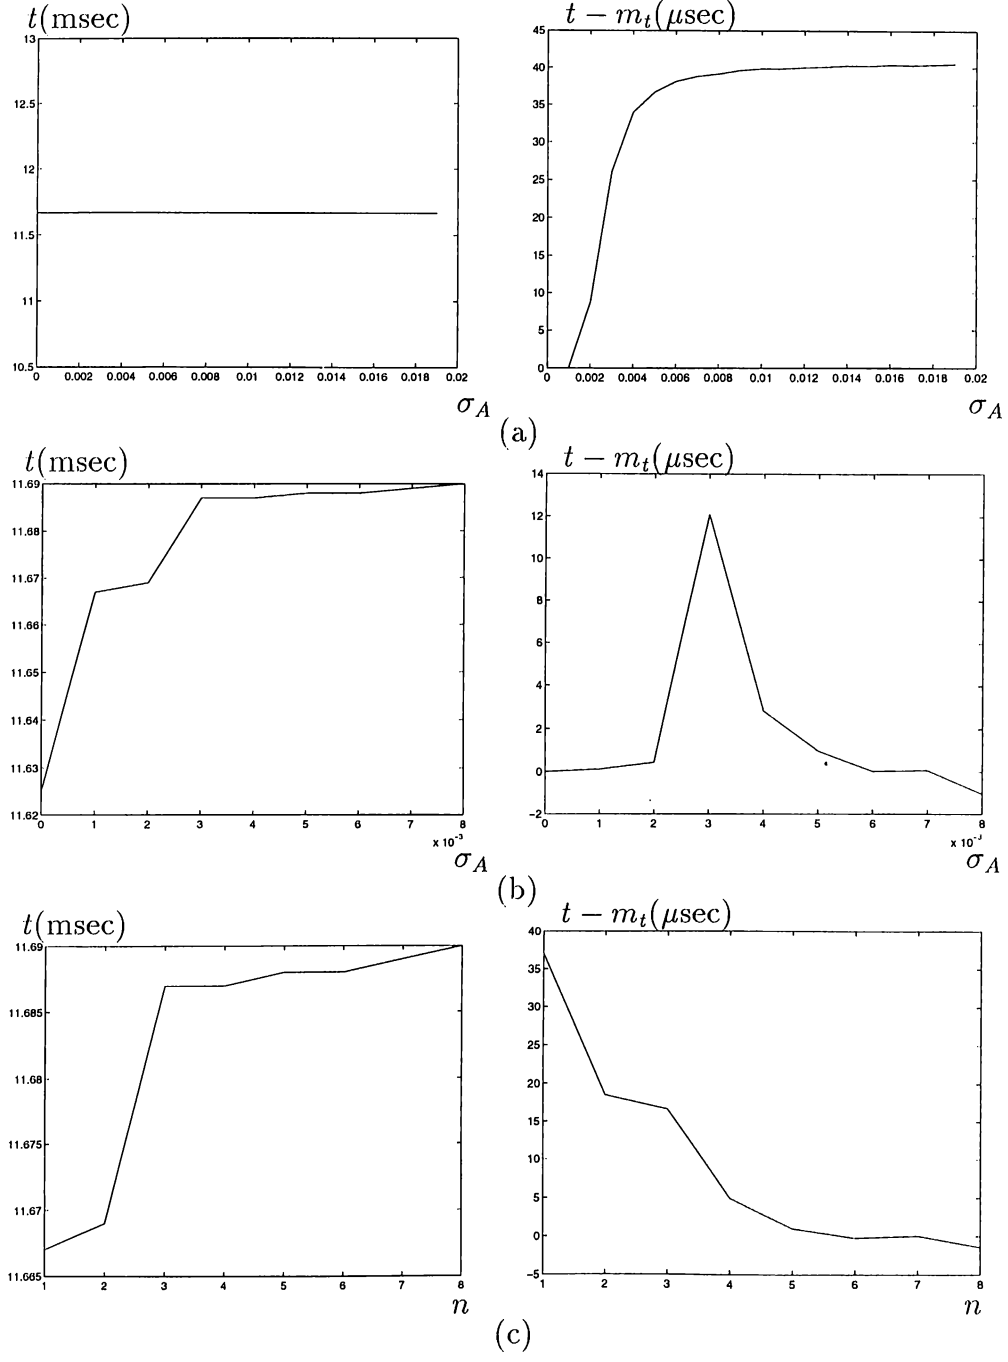 t(msec)
t − mₜ(μsec)
13
12.5
12
11.5
11
10.5
0 0.002 0.004 0.006 0.008 0.01 0.012 0.014 0.016 0.018 0.02
σ_A
45
40
35
30
25
20
15
10
5
0
0 0.002 0.004 0.006 0.008 0.01 0.012 0.014 0.016 0.018 0.02
σ_A
(a)
t(msec)
t − mₜ(μsec)
11.69
11.68
11.67
11.66
11.65
11.64
11.63
11.62
0 1 2 3 4 5 6 7 8
x 10⁻³
σ_A
14
12
10
8
6
4
2
0
−2
0 1 2 3 4 5 6 7 8
x 10⁻³
σ_A
(b)
t(msec)
t − mₜ(μsec)
11.69
11.685
11.68
11.675
11.67
11.665
1 2 3 4 5 6 7 8
n
40
35
30
25
20
15
10
5
0
−5
1 2 3 4 5 6 7 8
n
(c)